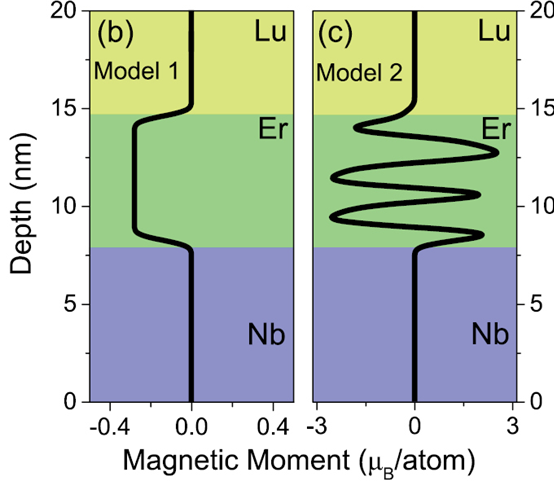 20
(b)
Lu
Model 1
15
Er
Depth (nm)
10
5
Nb
0
-0.4
0.0
0.4
(c)
Lu
20
Model 2
15
Er
10
5
Nb
0
-3
0
3
Magnetic Moment (μB/atom)